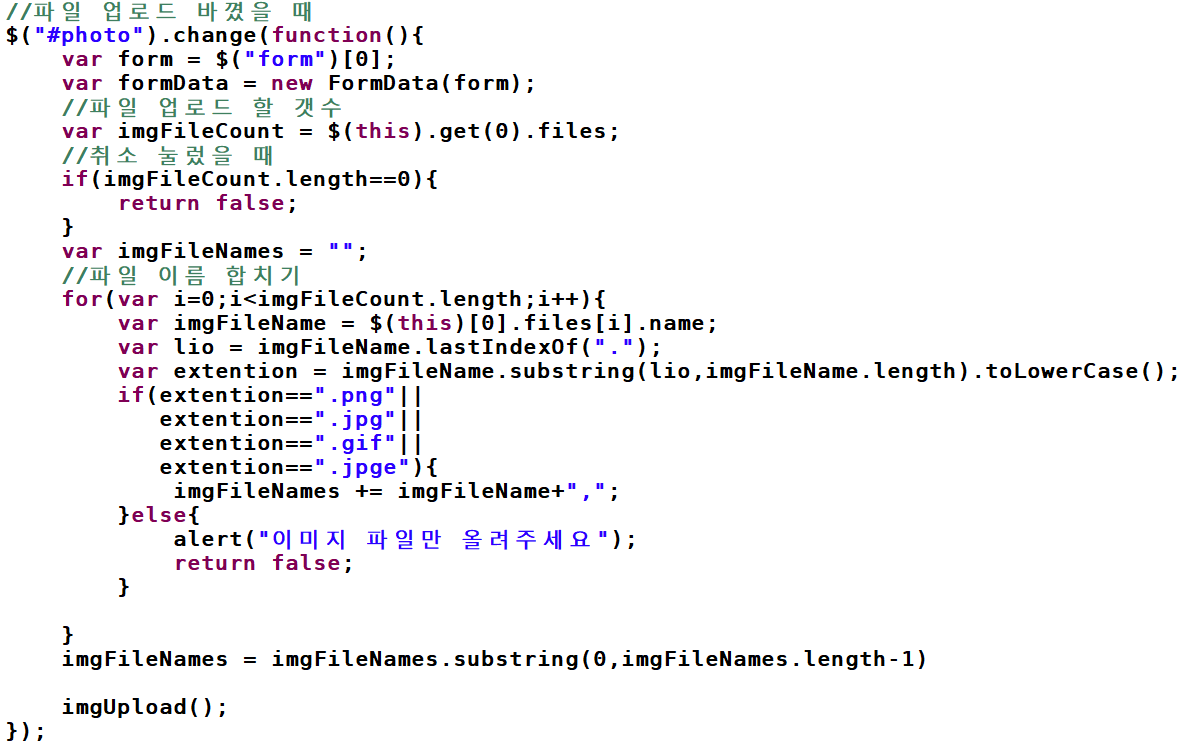 //파일 업로드 바꼈을 때
$("#photo").change(function(){
    var form = $("form")[0];
    var formData = new FormData(form);
    //파일 업로드 할 갯수
    var imgFileCount = $(this).get(0).files;
    //취소 눌렀을 때
    if(imgFileCount.length==0){
        return false;
    }
    var imgFileNames = "";
    //파일 이름 합치기
    for(var i=0;i<imgFileCount.length;i++){
        var imgFileName = $(this)[0].files[i].name;
        var lio = imgFileName.lastIndexOf(".");
        var extention = imgFileName.substring(lio,imgFileName.length).toLowerCase();
        if(extention==".png"||
           extention==".jpg"||
           extention==".gif"||
           extention==".jpge"){
            imgFileNames += imgFileName+",";
        }else{
            alert("이미지 파일만 올려주세요");
            return false;
        }

    }
    imgFileNames = imgFileNames.substring(0,imgFileNames.length-1)

    imgUpload();
});